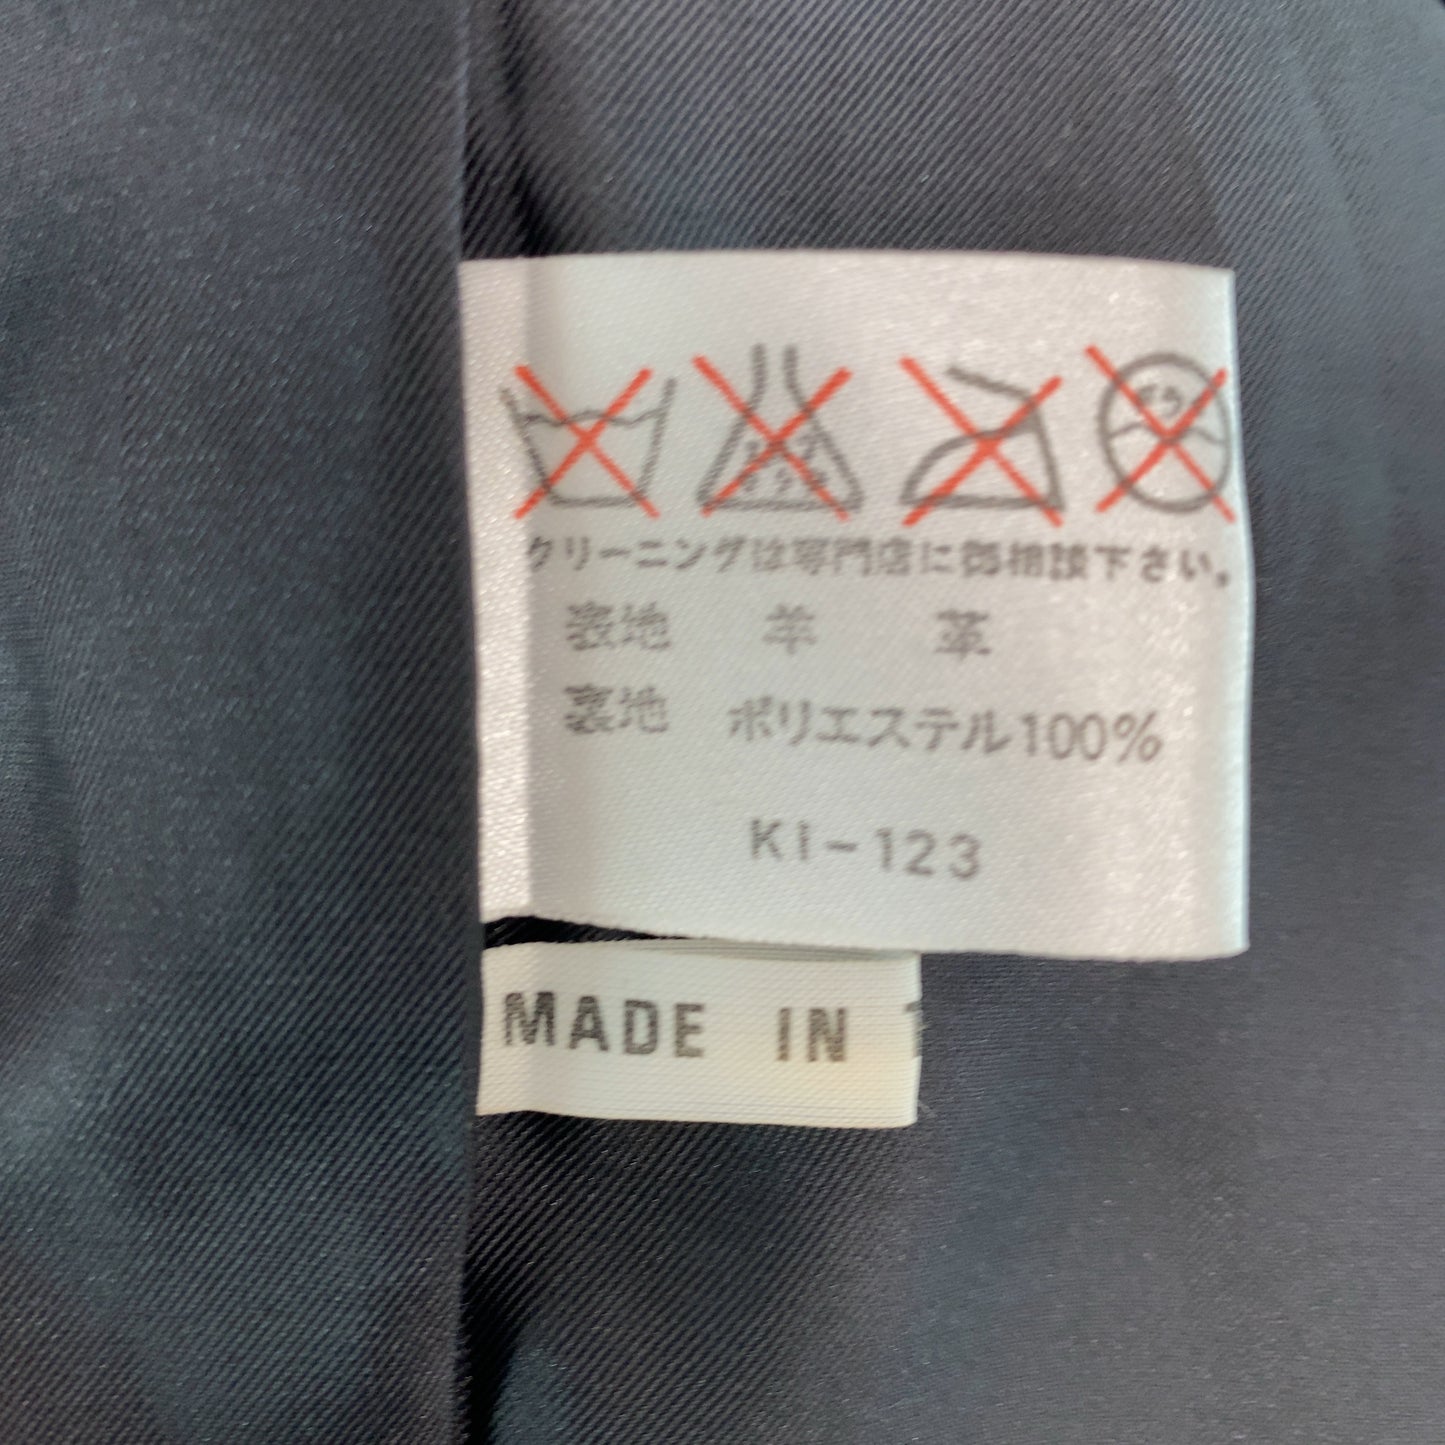 クリーニングは専門店に御相談下さい。
表地 羊 革
裏地 ポリエステル100%
KI-123
MADE IN